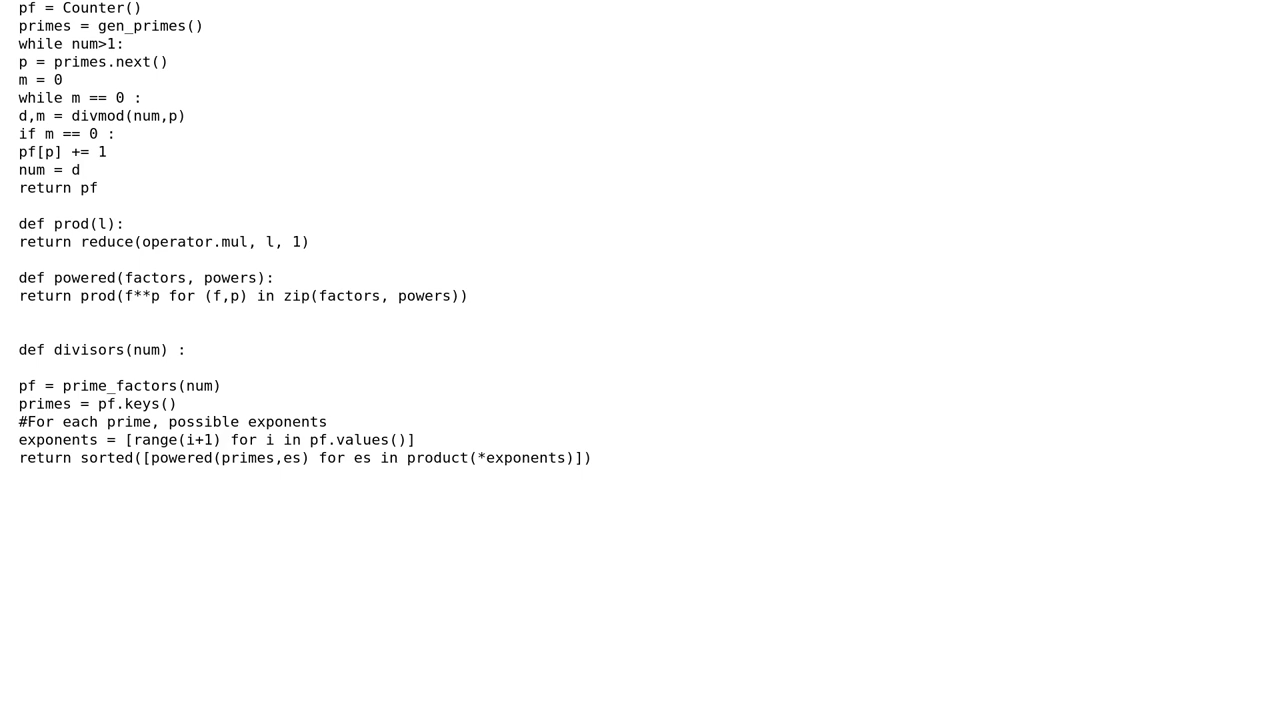 pf = Counter()
primes = gen_primes()
while num>1:
p = primes.next()
m = 0
while m == 0 :
d,m = divmod(num,p)
if m == 0 :
pf[p] += 1
num = d
return pf

def prod(l):
return reduce(operator.mul, l, 1)

def powered(factors, powers):
return prod(f**p for (f,p) in zip(factors, powers))


def divisors(num) :

pf = prime_factors(num)
primes = pf.keys()
#For each prime, possible exponents
exponents = [range(i+1) for i in pf.values()]
return sorted([powered(primes,es) for es in product(*exponents)])